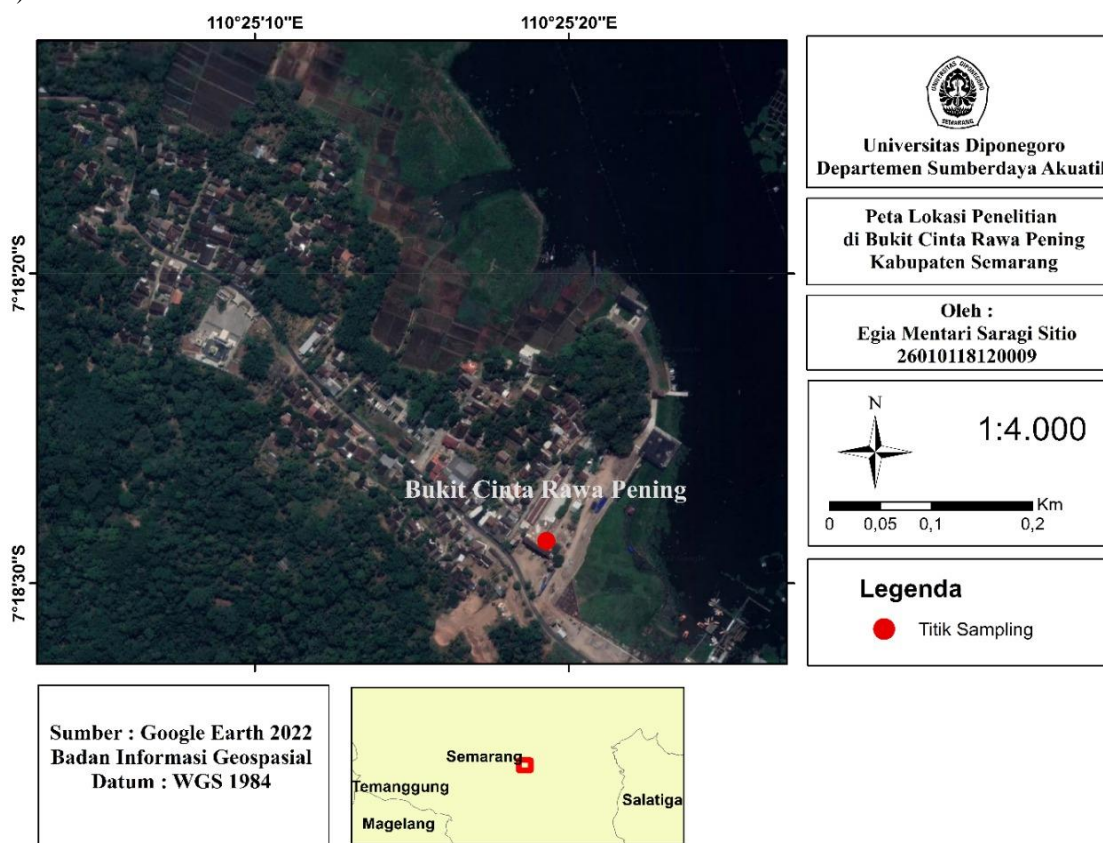 )
110°25'10"E
110°25'20"E
7°18'20"S
7°18'30"S
Bukit Cinta Rawa Pening
UNIVERSITAS DIPONEGORO
SEMARANG
Universitas Diponegoro
Departemen Sumberdaya Akuatik
Peta Lokasi Penelitian
di Bukit Cinta Rawa Pening
Kabupaten Semarang
Oleh :
Egia Mentari Saragi Sitio
26010118120009
N
1:4.000
Km
0 0,05 0,1 0,2
Legenda
Titik Sampling
Sumber : Google Earth 2022
Badan Informasi Geospasial
Datum : WGS 1984
Semarang
Temanggung
Salatiga
Magelang